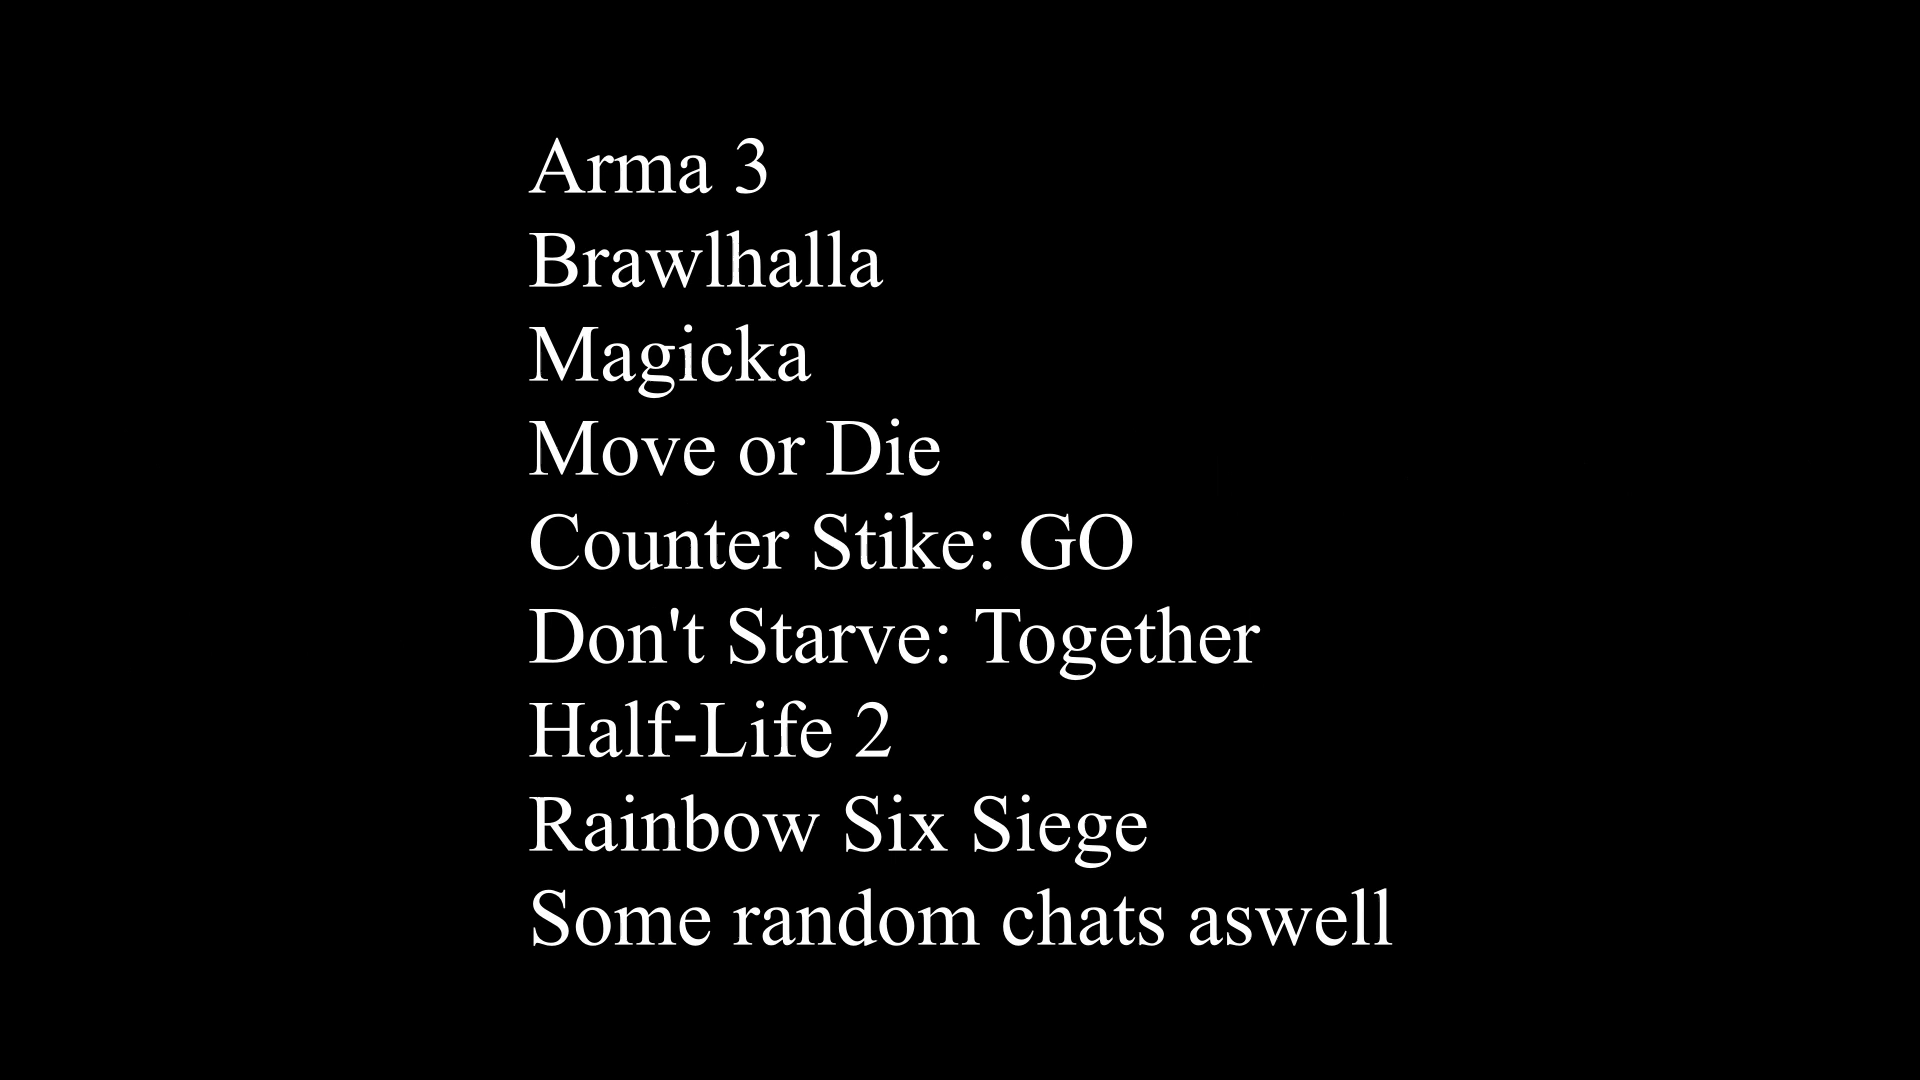 Arma 3
Brawlhalla
Magicka
Move or Die
Counter Stike: GO
Don't Starve: Together
Half-Life 2
Rainbow Six Siege
Some random chats aswell